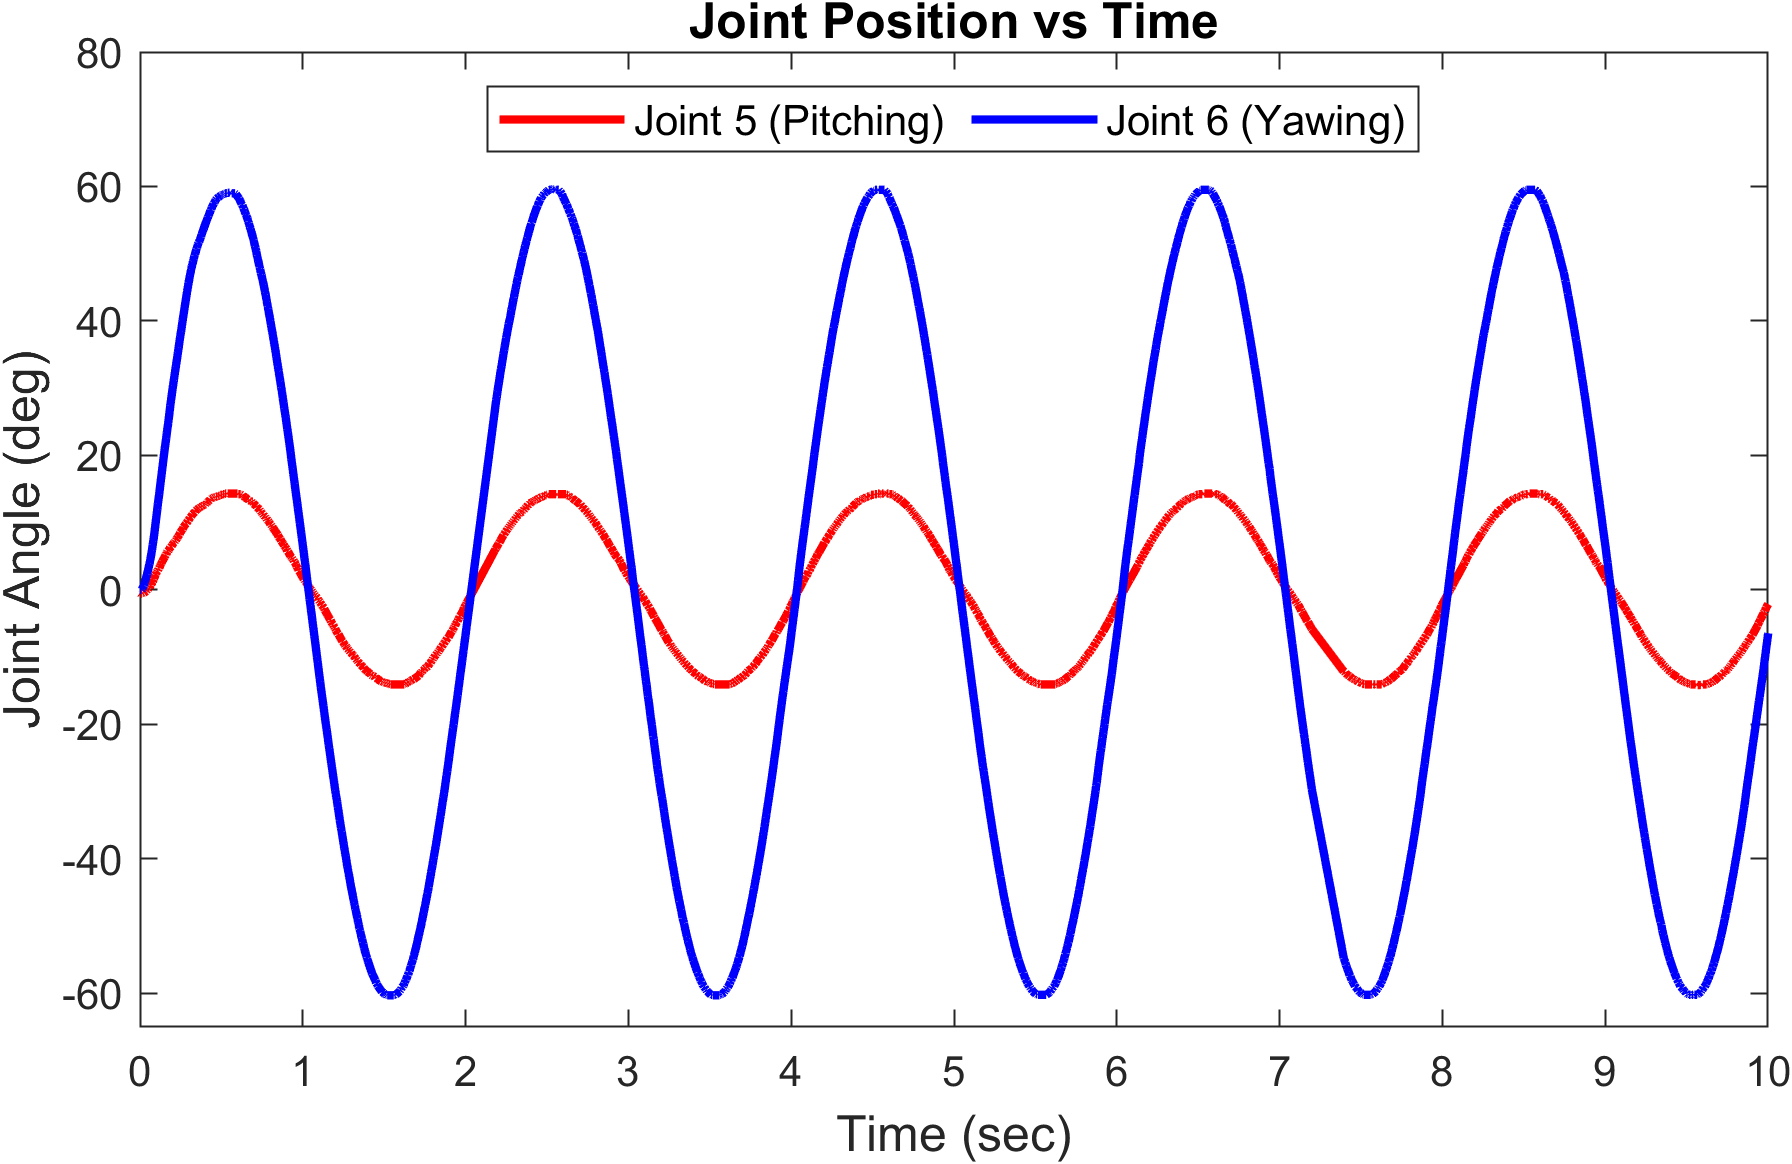 Joint Position vs Time
Joint 5 (Pitching) Joint 6 (Yawing)
80
60
40
20
0
-20
-40
-60
Joint Angle (deg)
0 1 2 3 4 5 6 7 8 9 10
Time (sec)